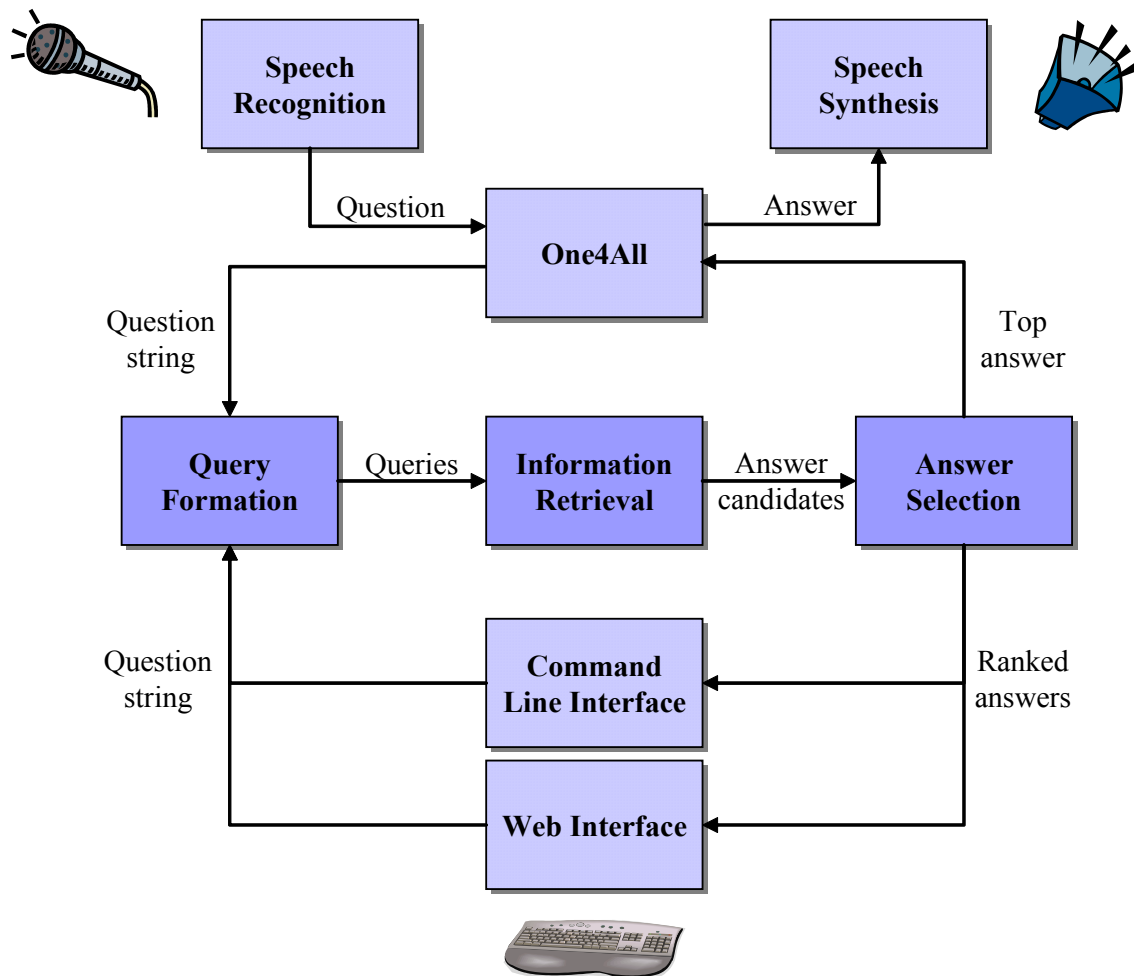 Speech
Recognition
Speech
Synthesis
Question
Answer
One4All
Question
string
Top
answer
Query
Formation
Queries
Information
Retrieval
Answer
candidates
Answer
Selection
Question
string
Command
Line Interface
Ranked
answers
Web Interface